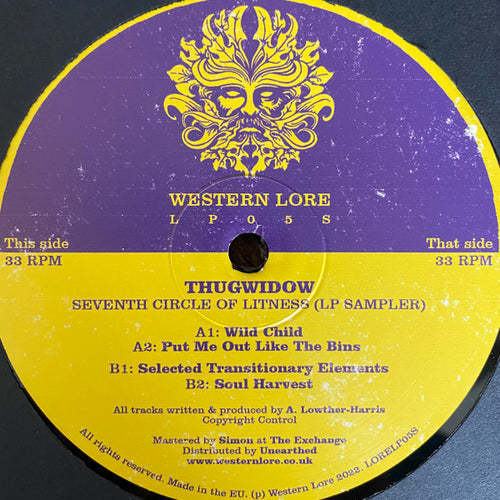 WESTERN LORE
LP05S
This side
33 RPM
That side
33 RPM
THUGWIDOW
SEVENTH CIRCLE OF LITNESS (LP SAMPLER)
A1: Wild Child
A2: Put Me Out Like The Bins
B1: Selected Transitionary Elements
B2: Soul Harvest
All tracks written & produced by A. Lowther-Harris
Copyright Control
Mastered by Simon at The Exchange
Distributed by Unearthed
www.westernlore.co.uk
All rights reserved. Made in the EU. (p) Western Lore 2022. LORELP05S